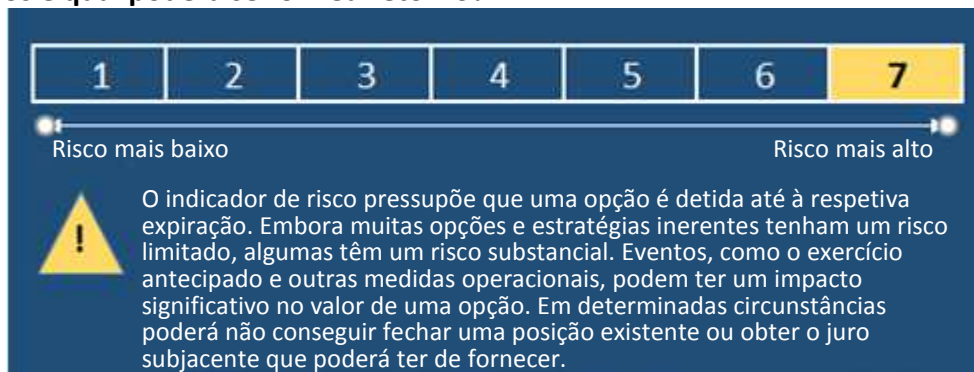 1 2 3 4 5 6 7
Risco mais baixo Risco mais alto
!
O indicador de risco pressupõe que uma opção é detida até à respetiva
expiração. Embora muitas opções e estratégias inerentes tenham um risco
limitado, algumas têm um risco substancial. Eventos, como o exercício
antecipado e outras medidas operacionais, podem ter um impacto
significativo no valor de uma opção. Em determinadas circunstâncias
poderá não conseguir fechar uma posição existente ou obter o juro
subjacente que poderá ter de fornecer.